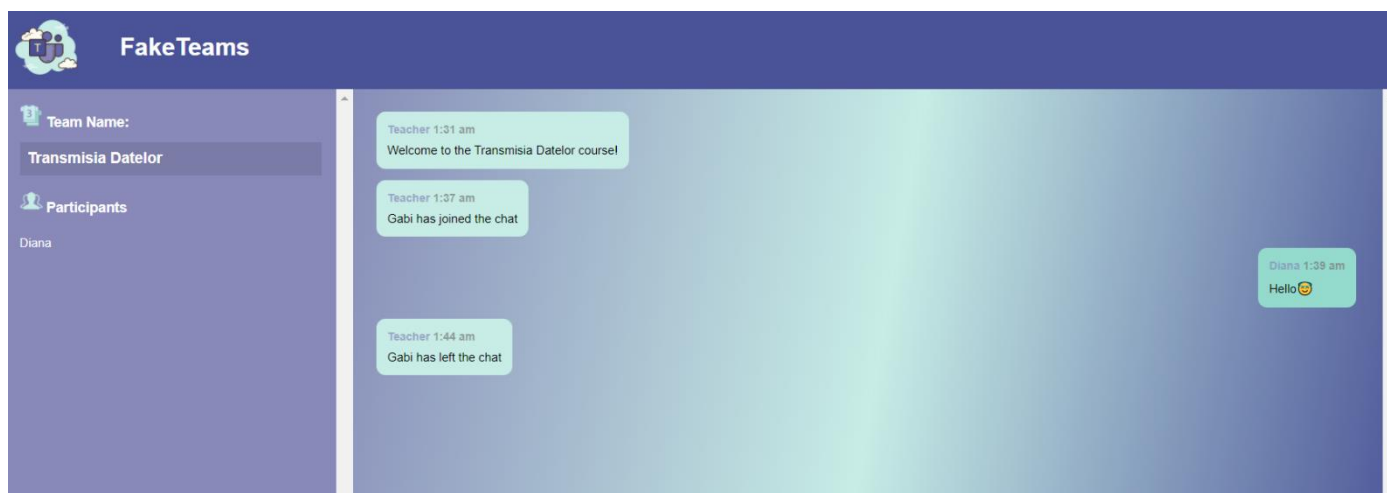 FakeTeams
Team Name:
Transmisia Datelor
Participants
Diana
Teacher 1:31 am
Welcome to the Transmisia Datelor course!
Teacher 1:37 am
Gabi has joined the chat
Diana 1:39 am
Hello😇
Teacher 1:44 am
Gabi has left the chat